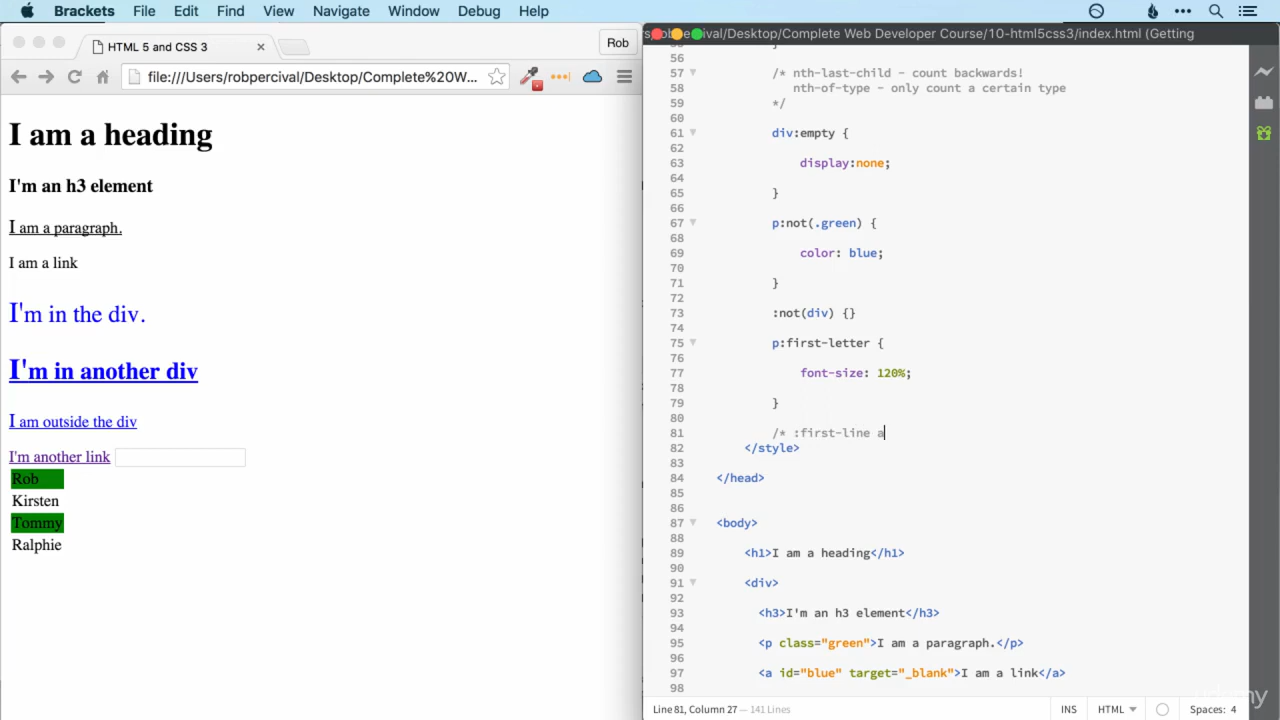 Brackets File Edit Find View Navigate Window Debug Help
HTML 5 and CSS 3
Rob
robpercival/Desktop/Complete Web Developer Course/10-html5css3/index.html (Getting
file:///Users/robpercival/Desktop/Complete%20W...
I am a heading
I'm an h3 element
I am a paragraph.
I am a link
I'm in the div.
I'm in another div
I am outside the div
I'm another link
Rob
Kirsten
Tommy
Ralphie
56
57 /* nth-last-child - count backwards!
58 nth-of-type - only count a certain type
59 */
60
61 div:empty {
62
63 display:none;
64
65 }
66
67 p:not(.green) {
68
69 color: blue;
70
71 }
72
73 :not(div) {}
74
75 p:first-letter {
76
77 font-size: 120%;
78
79 }
80
81 /* :first-line a
82 </style>
83
84 </head>
85
86
87 <body>
88
89 <h1>I am a heading</h1>
90
91 <div>
92
93 <h3>I'm an h3 element</h3>
94
95 <p class="green">I am a paragraph.</p>
96
97 <a id="blue" target="_blank">I am a link</a>
98
Line 81, Column 27 — 141 Lines
INS HTML Spaces: 4
udemy